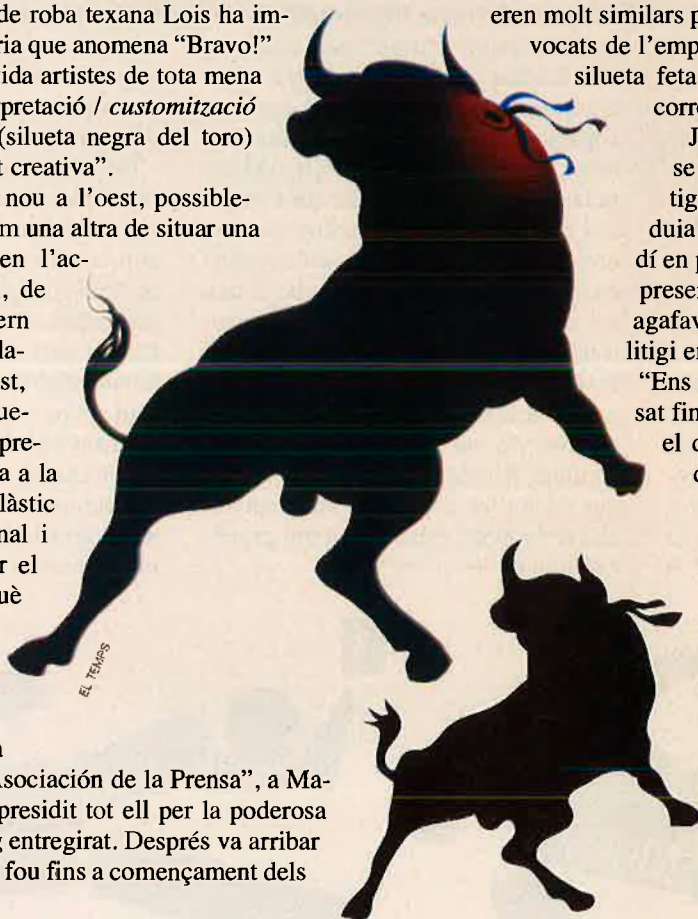 de roba texana Lois ha im-
ria que anomena “Bravo!”
vida artistes de tota mena
rpretació / customització
(silueta negra del toro)
t creativa”.
nou a l’oest, possible-
m una altra de situar una
en l’ac-
, de
ern
la-
st,
ue-
pre-
a a la
làstic
nal i
r el
uè
EL TEMPS
a
Asociación de la Prensa”, a Ma-
presidit tot ell per la poderosa
g entregirat. Després va arribar
fou fins a començament dels
eren molt similars p
vocats de l’emp
silueta feta
corre
J
se
tig
duia
dí en p
presen
agafav
litigi en
“Ens
sat fin
el d